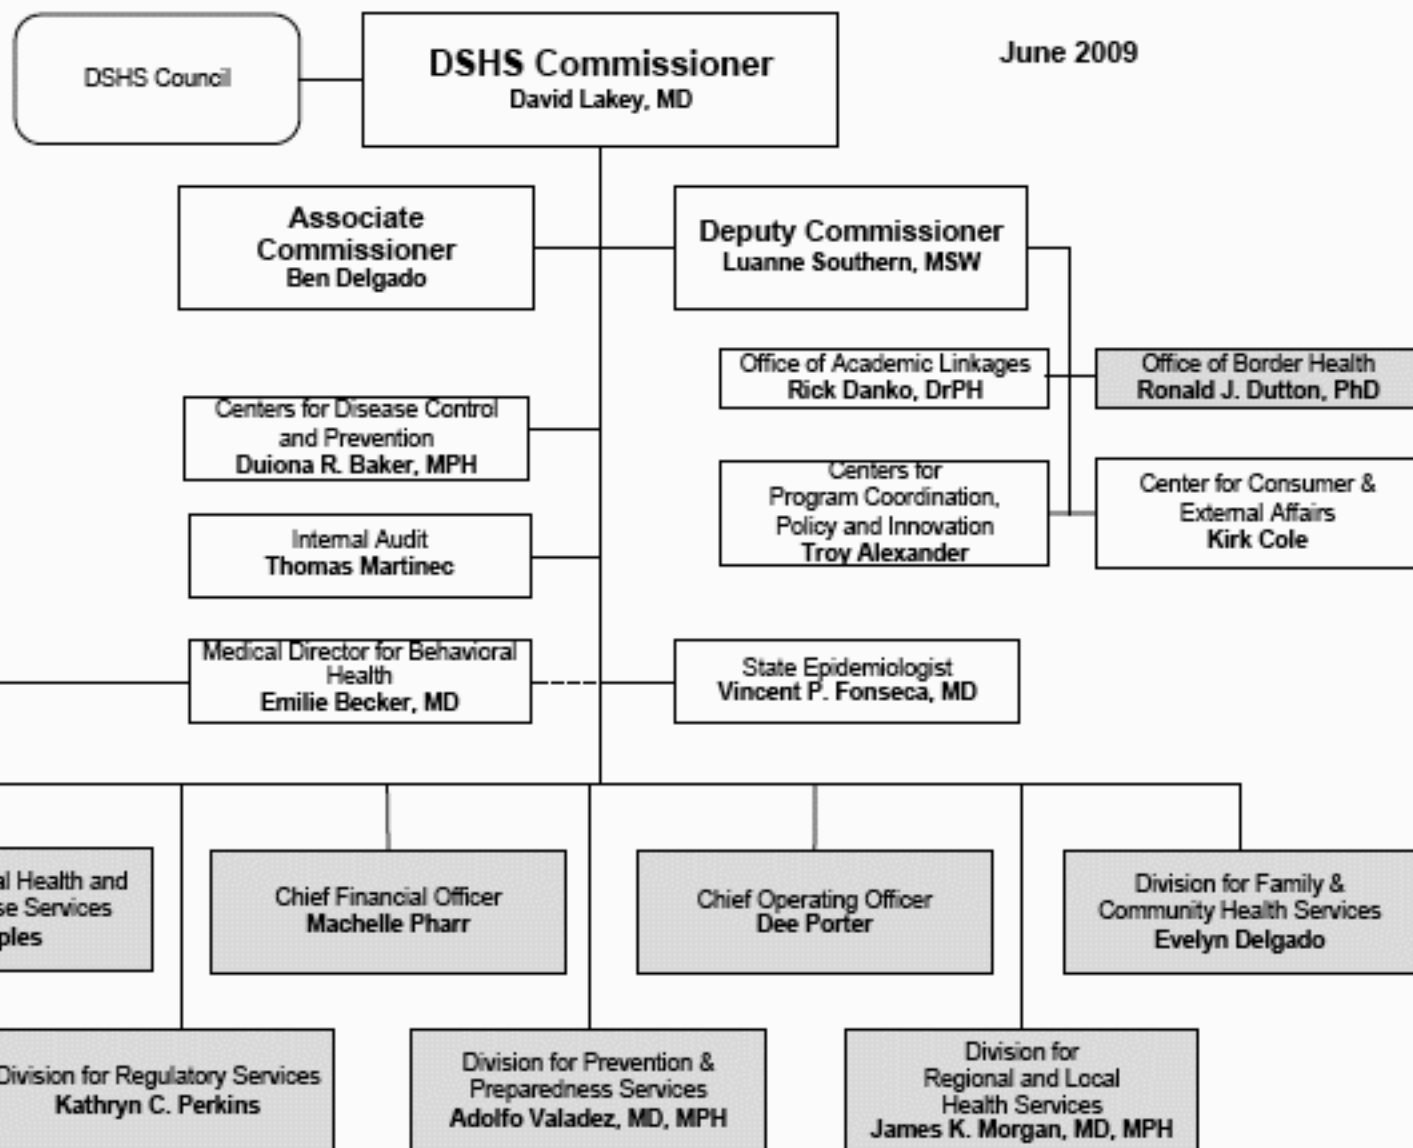 DSHS Council
DSHS Commissioner
David Lakey, MD
June 2009
Associate
Commissioner
Ben Delgado
Deputy Commissioner
Luanne Southern, MSW
Office of Academic Linkages
Rick Danko, DrPH
Office of Border Health
Ronald J. Dutton, PhD
Centers for Disease Control
and Prevention
Duiona R. Baker, MPH
Centers for
Program Coordination,
Policy and Innovation
Troy Alexander
Center for Consumer &
External Affairs
Kirk Cole
Internal Audit
Thomas Martinec
Medical Director for Behavioral
Health
Emilie Becker, MD
State Epidemiologist
Vincent P. Fonseca, MD
Health and
Services
Chief Financial Officer
Machelle Pharr
Chief Operating Officer
Dee Porter
Division for Family &
Community Health Services
Evelyn Delgado
Division for Regulatory Services
Kathryn C. Perkins
Division for Prevention &
Preparedness Services
Adolfo Valadez, MD, MPH
Division for
Regional and Local
Health Services
James K. Morgan, MD, MPH